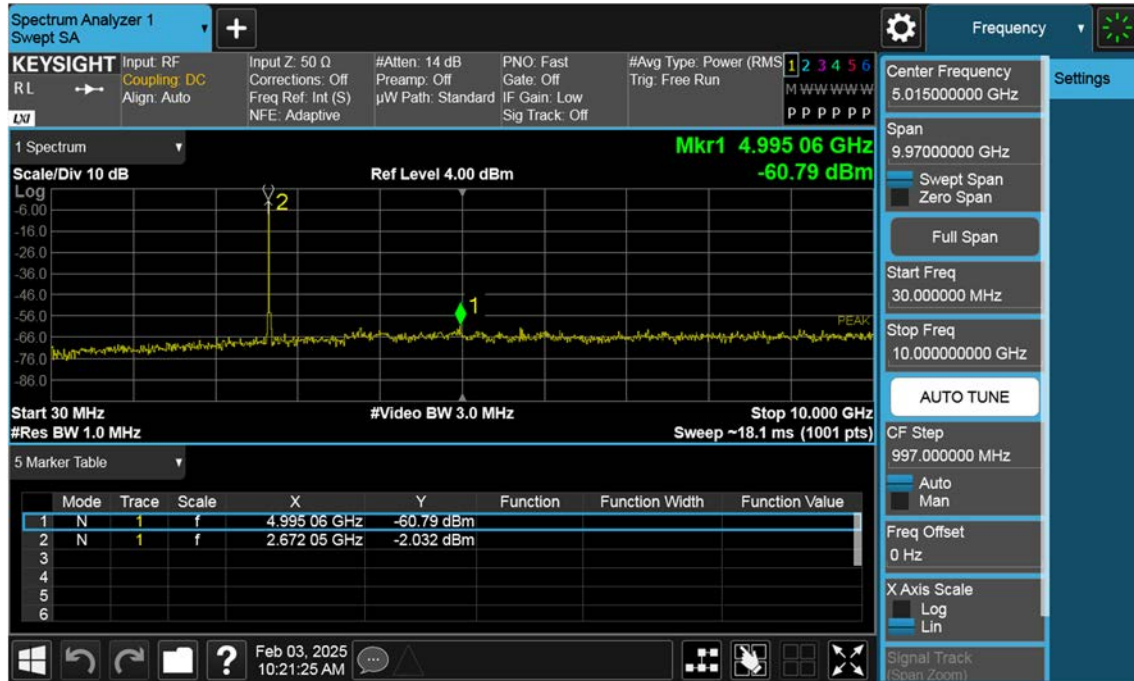 Spectrum Analyzer 1
Swept SA
Frequency
KEYSIGHT
RL
LXI
Input: RF
Coupling: DC
Align: Auto
Input Z: 50 Ω
Corrections: Off
Freq Ref: Int (S)
NFE: Adaptive
#Atten: 14 dB
Preamp: Off
µW Path: Standard
PNO: Fast
Gate: Off
IF Gain: Low
Sig Track: Off
#Avg Type: Power (RMS
Trig: Free Run
1 2 3 4 5 6
M W W W W W
P P P P P P
1 Spectrum
Mkr1 4.995 06 GHz
-60.79 dBm
Scale/Div 10 dB
Ref Level 4.00 dBm
Log
-6.00
-16.0
-26.0
-36.0
-46.0
-56.0
-66.0
-76.0
-86.0
2
1
PEAK
Start 30 MHz
#Video BW 3.0 MHz
Stop 10.000 GHz
#Res BW 1.0 MHz
Sweep ~18.1 ms (1001 pts)
5 Marker Table
Mode Trace Scale X Y Function Function Width Function Value
1 N 1 f 4.995 06 GHz -60.79 dBm
2 N 1 f 2.672 05 GHz -2.032 dBm
3
4
5
6
Feb 03, 2025
10:21:25 AM
Center Frequency
5.015000000 GHz
Settings
Span
9.97000000 GHz
Swept Span
Zero Span
Full Span
Start Freq
30.000000 MHz
Stop Freq
10.000000000 GHz
AUTO TUNE
CF Step
997.000000 MHz
Auto
Man
Freq Offset
0 Hz
X Axis Scale
Log
Lin
Signal Track
(Span Zoom)